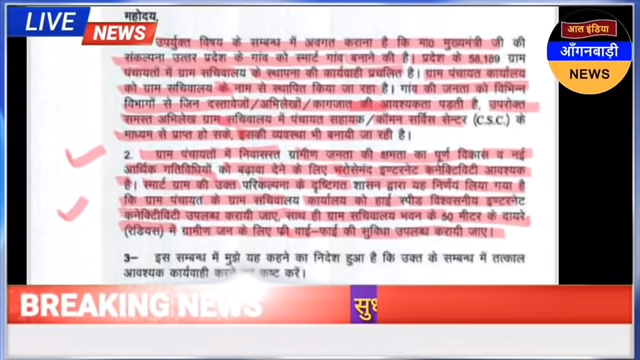 LIVE
NEWS
आल इंडिया
आँगनबाड़ी
NEWS
महोदय,
उपर्युक्त विषय के सम्बन्ध में अवगत कराना है कि मा0 मुख्यमंत्री जी की
संकल्पना उत्तर प्रदेश के गांव को स्मार्ट गांव बनाने की है। प्रदेश के 58,189 ग्राम
पंचायतों में ग्राम सचिवालय के स्थापना की कार्यवाही प्रचलित है। ग्राम पंचायत कार्यालय
को ग्राम सचिवालय के नाम से स्थापित किया जा रहा है। गांव की जनता को विभिन्न
विभागों से जिन दस्तावेजों/अभिलेखों/कागजात की आवश्यकता पड़ती है, उपरोक्त
समस्त अभिलेख ग्राम सचिवालय में पंचायत सहायक/कॉमन सर्विस सेन्टर (C.S.C.) के
माध्यम से प्राप्त हो सके, इसकी व्यवस्था भी बनायी जा रही है।
2. ग्राम पंचायतों में निवासरत ग्रामीण जनता की क्षमता का पूर्ण विकास व नई
आर्थिक गतिविधियों को बढ़ावा देने के लिए भरोसेमंद इण्टरनेट कनेक्टिविटी आवश्यक
है। स्मार्ट ग्राम की उक्त परिकल्पना के दृष्टिगत शासन द्वारा यह निर्णय लिया गया है
कि ग्राम पंचायत के ग्राम सचिवालय कार्यालय को हाई स्पीड विश्वसनीय इण्टरनेट
कनेक्टीविटी उपलब्ध करायी जाए, साथ ही ग्राम सचिवालय भवन के 50 मीटर के दायरे
(रेडियस) में ग्रामीण जन के लिए फ्री वाई-फाई की सुविधा उपलब्ध करायी जाए।
3- इस सम्बन्ध में मुझे यह कहने का निदेश हुआ है कि उक्त के सम्बन्ध में तत्काल
आवश्यक कार्यवाही करने का कष्ट करें।
BREAKING NEWS